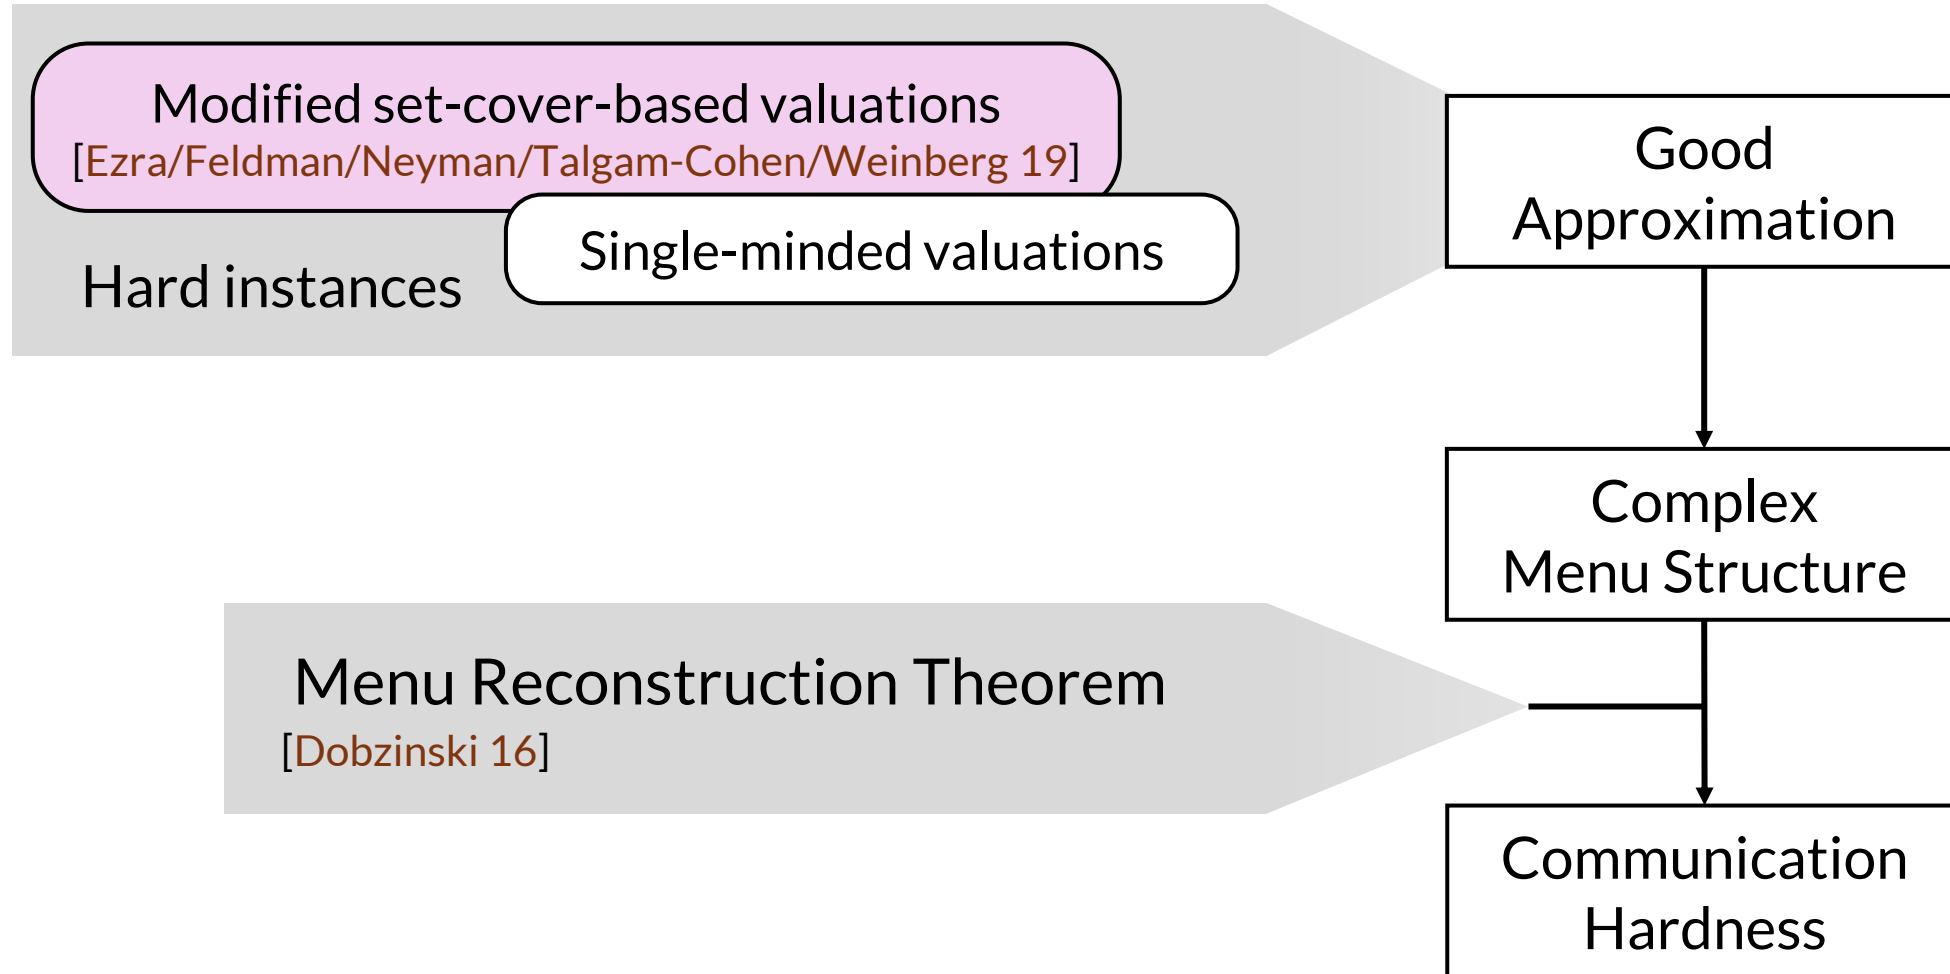 Modified set-cover-based valuations
[Ezra/Feldman/Neyman/Talgam-Cohen/Weinberg 19]
Single-minded valuations
Hard instances
Good
Approximation
Complex
Menu Structure
Menu Reconstruction Theorem
[Dobzinski 16]
Communication
Hardness